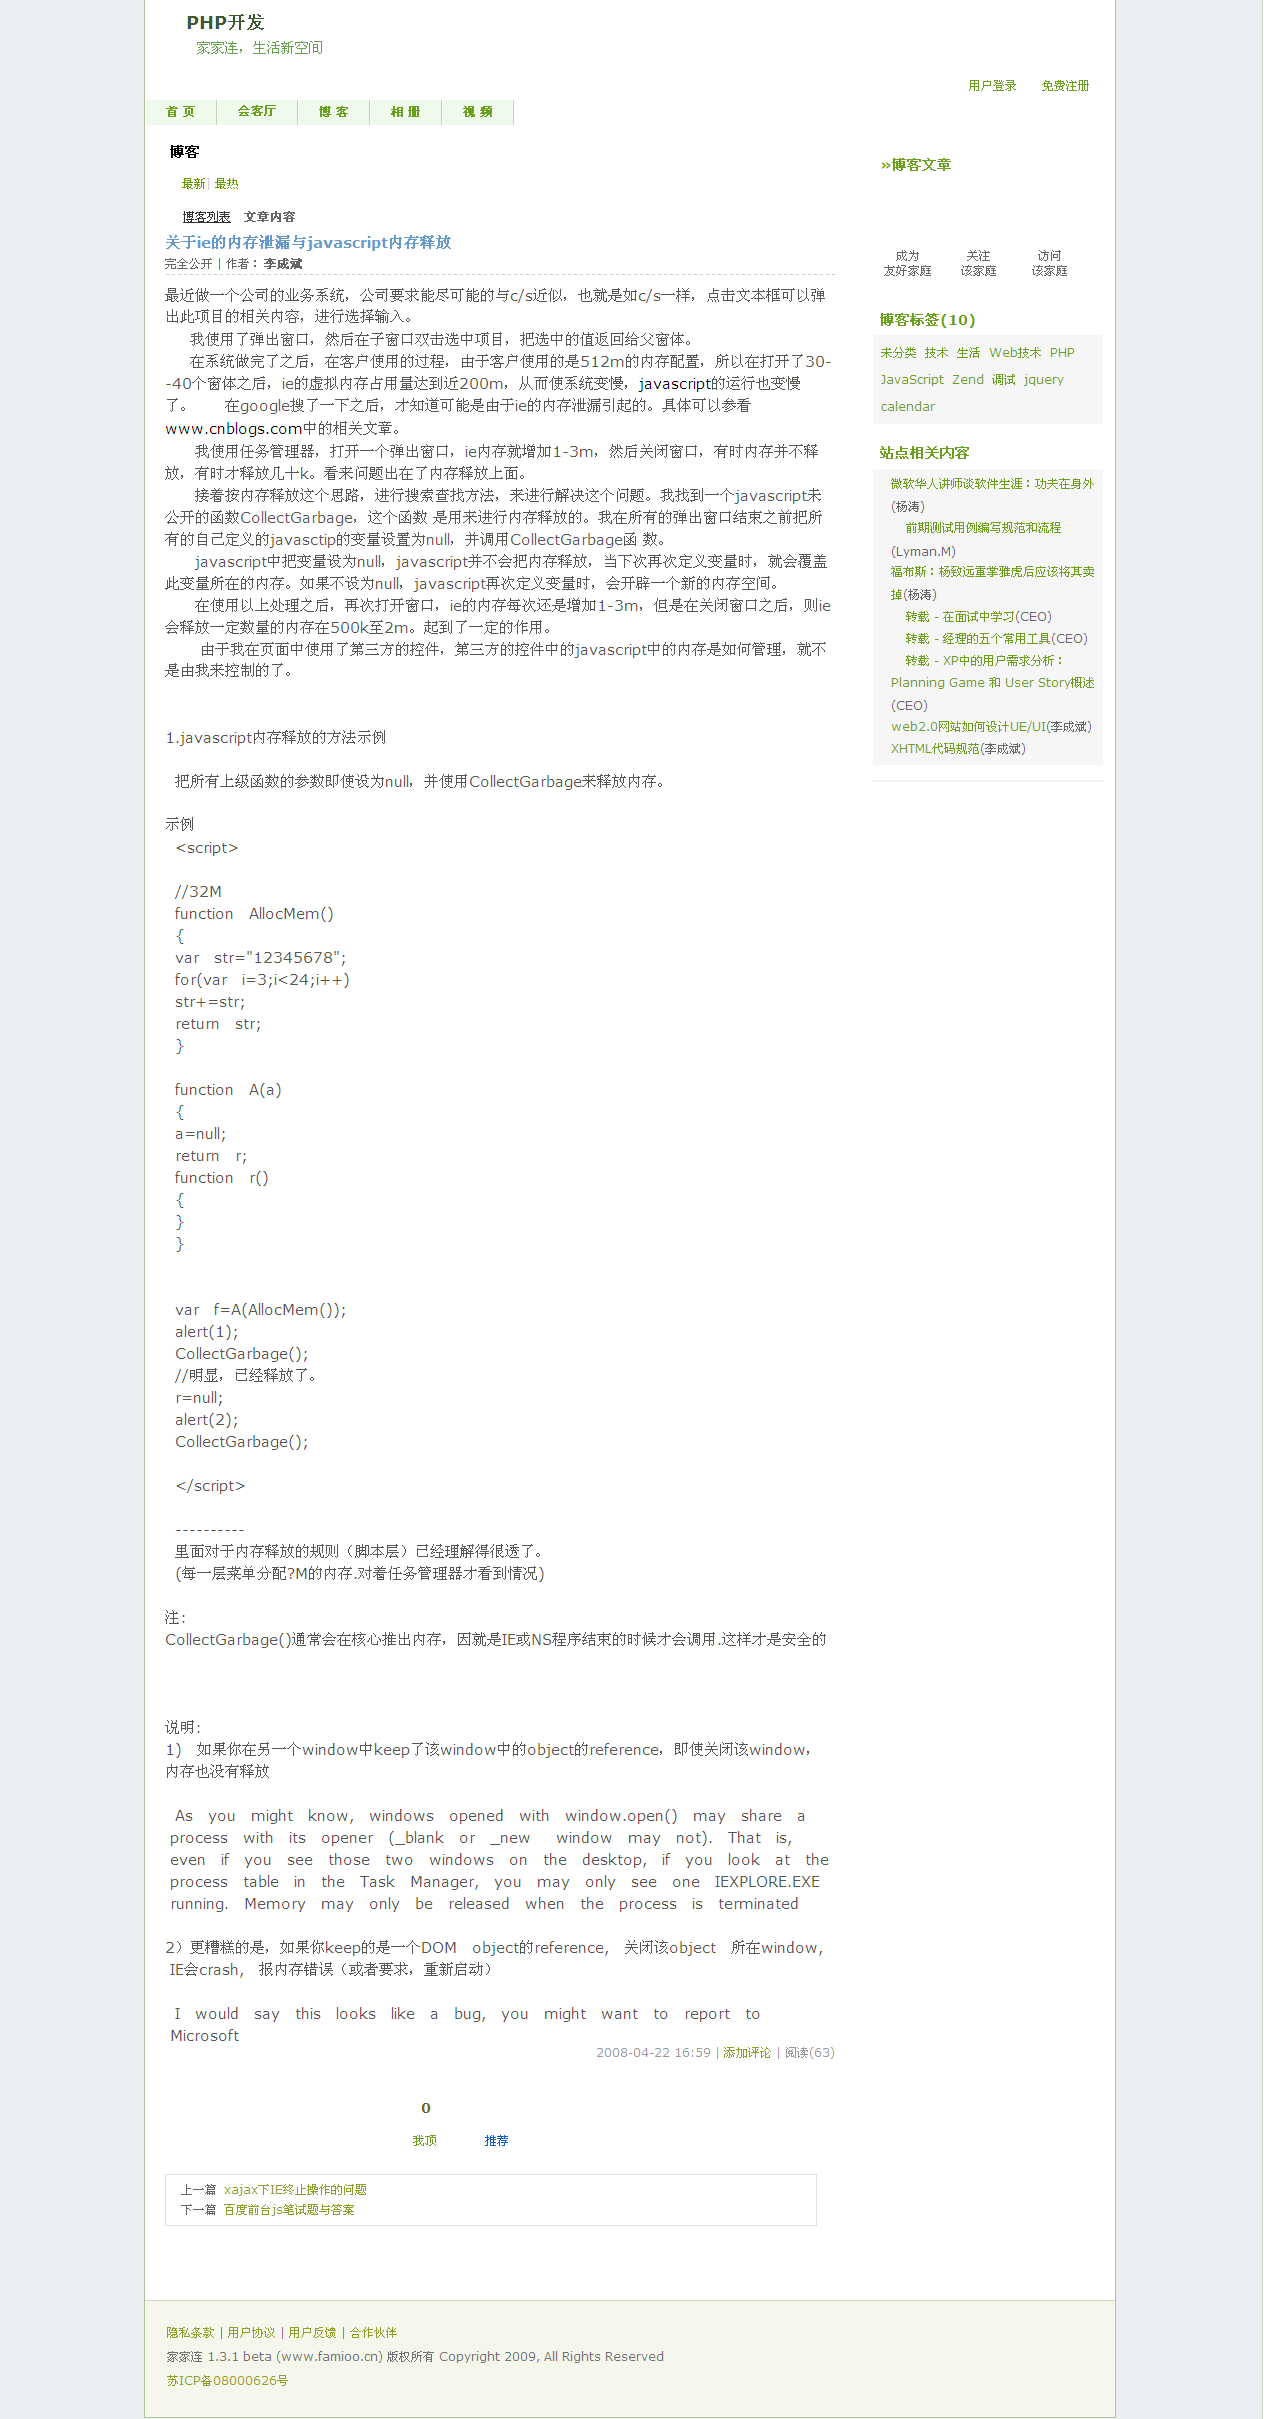 PHP开发
家家连，生活新空间
用户登录 免费注册
首 页 会客厅 博 客 相 册 视 频
博客
最新| 最热
博客列表 文章内容
关于ie的内存泄漏与javascript内存释放
完全公开 | 作者：李成斌
最近做一个公司的业务系统，公司要求能尽可能的与c/s近似，也就是如c/s一样，点击文本框可以弹
出此项目的相关内容，进行选择输入。
我使用了弹出窗口，然后在子窗口双击选中项目，把选中的值返回给父窗体。
在系统做完了之后，在客户使用的过程，由于客户使用的是512m的内存配置，所以在打开了30-
-40个窗体之后，ie的虚拟内存占用量达到近200m，从而使系统变慢，javascript的运行也变慢
了。 在google搜了一下之后，才知道可能是由于ie的内存泄漏引起的。具体可以参看
www.cnblogs.com中的相关文章。
我使用任务管理器，打开一个弹出窗口，ie内存就增加1-3m，然后关闭窗口，有时内存并不释
放，有时才释放几十k。看来问题出在了内存释放上面。
接着按内存释放这个思路，进行搜索查找方法，来进行解决这个问题。我找到一个javascript未
公开的函数CollectGarbage，这个函数 是用来进行内存释放的。我在所有的弹出窗口结束之前把所
有的自己定义的javasctip的变量设置为null，并调用CollectGarbage函 数。
javascript中把变量设为null，javascript并不会把内存释放，当下次再次定义变量时，就会覆盖
此变量所在的内存。如果不设为null，javascript再次定义变量时，会开辟一个新的内存空间。
在使用以上处理之后，再次打开窗口，ie的内存每次还是增加1-3m，但是在关闭窗口之后，则ie
会释放一定数量的内存在500k至2m。起到了一定的作用。
由于我在页面中使用了第三方的控件，第三方的控件中的javascript中的内存是如何管理，就不
是由我来控制的了。
1.javascript内存释放的方法示例
把所有上级函数的参数即使设为null，并使用CollectGarbage来释放内存。
示例
<script>
//32M
function AllocMem()
{
var str="12345678";
for(var i=3;i<24;i++)
str+=str;
return str;
}
function A(a)
{
a=null;
return r;
function r()
{
}
}
var f=A(AllocMem());
alert(1);
CollectGarbage();
//明显，已经释放了。
r=null;
alert(2);
CollectGarbage();
</script>
----------
里面对于内存释放的规则（脚本层）已经理解得很透了。
(每一层菜单分配?M的内存.对着任务管理器才看到情况)
注:
CollectGarbage()通常会在核心推出内存，因就是IE或NS程序结束的时候才会调用.这样才是安全的
说明:
1) 如果你在另一个window中keep了该window中的object的reference，即使关闭该window，
内存也没有释放
As you might know, windows opened with window.open() may share a
process with its opener (_blank or _new window may not). That is,
even if you see those two windows on the desktop, if you look at the
process table in the Task Manager, you may only see one IEXPLORE.EXE
running. Memory may only be released when the process is terminated
2）更糟糕的是，如果你keep的是一个DOM object的reference, 关闭该object 所在window,
IE会crash, 报内存错误（或者要求，重新启动）
I would say this looks like a bug, you might want to report to
Microsoft
2008-04-22 16:59 | 添加评论 | 阅读(63)
0
我顶 推荐
上一篇 xajax下IE终止操作的问题
下一篇 百度前台js笔试题与答案
»博客文章
成为 关注 访问
友好家庭 该家庭 该家庭
博客标签(10)
未分类 技术 生活 Web技术 PHP
JavaScript Zend 调试 jquery
calendar
站点相关内容
微软华人讲师谈软件生涯：功夫在身外
(杨涛)
前期测试用例编写规范和流程
(Lyman.M)
福布斯：杨致远重掌雅虎后应该将其卖
掉(杨涛)
转载 - 在面试中学习(CEO)
转载 - 经理的五个常用工具(CEO)
转载 - XP中的用户需求分析：
Planning Game 和 User Story概述
(CEO)
web2.0网站如何设计UE/UI(李成斌)
XHTML代码规范(李成斌)
隐私条款 | 用户协议 | 用户反馈 | 合作伙伴
家家连 1.3.1 beta (www.famioo.cn) 版权所有 Copyright 2009, All Rights Reserved
苏ICP备08000626号